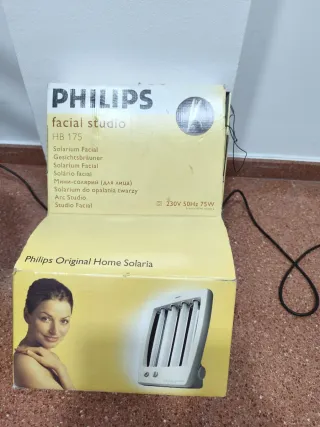 PHILIPS
facial studio
HB 175
Solarium Facial
Gesichtsbräuner
Solarium Facial
Solário facial
Мини-солярий (для лица)
Solarium do opalania twarzy
Arc Studio
Studio Facial
230V 50Hz 75W
Philips Original Home Solaria